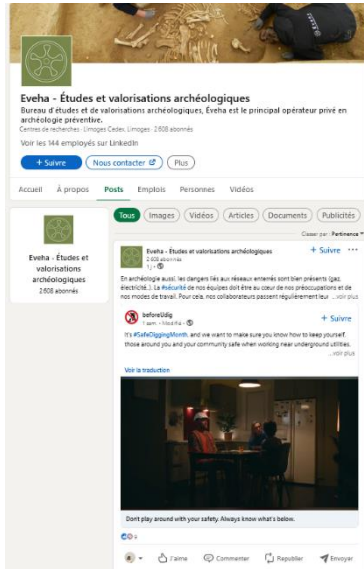 Eveha - Études et valorisations archéologiques
Bureau d'études et de valorisations archéologiques, Éveha est le principal opérateur privé en
archéologie préventive.
Centres de recherches · Limoges Cedex, Limoges · 2 608 abonnés
Voir les 144 employés sur LinkedIn
+ Suivre
Nous contacter
Plus
Accueil
À propos
Posts
Emplois
Personnes
Vidéos
Eveha - Études et
valorisations
archéologiques
2 608 abonnés
Tous
Images
Vidéos
Articles
Documents
Publicités
Classer par : Pertinence
Eveha - Études et valorisations archéologiques
2 608 abonnés
1 j •
+ Suivre
En archéologie aussi, les dangers liés aux réseaux enterrés sont bien présents (gaz,
électricité..). La #sécurité de nos équipes doit être au cœur de nos préoccupations et de
nos modes de travail. Pour cela, nos collaborateurs passent régulièrement leur ...voir plus
beforeUdig
1 sem. • Modifié •
+ Suivre
It's #SafeDiggingMonth, and we want to make sure you know how to keep yourself,
those around you and your community safe when working near underground utilities.
...voir plus
Voir la traduction
Don't play around with your safety. Always know what's below.
J'aime
Commenter
Republier
Envoyer